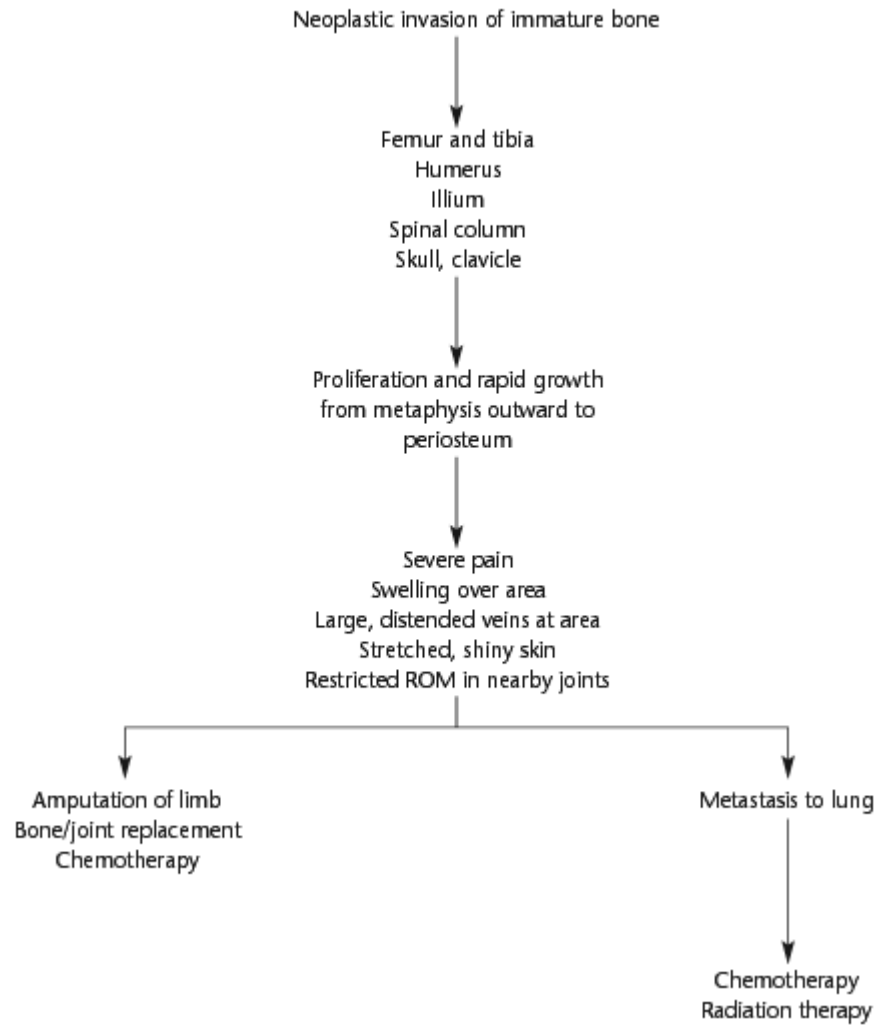 Neoplastic invasion of immature bone
Femur and tibia
Humerus
Illium
Spinal column
Skull, clavicle
Proliferation and rapid growth
from metaphysis outward to
periosteum
Severe pain
Swelling over area
Large, distended veins at area
Stretched, shiny skin
Restricted ROM in nearby joints
Amputation of limb
Bone/joint replacement
Chemotherapy
Metastasis to lung
Chemotherapy
Radiation therapy